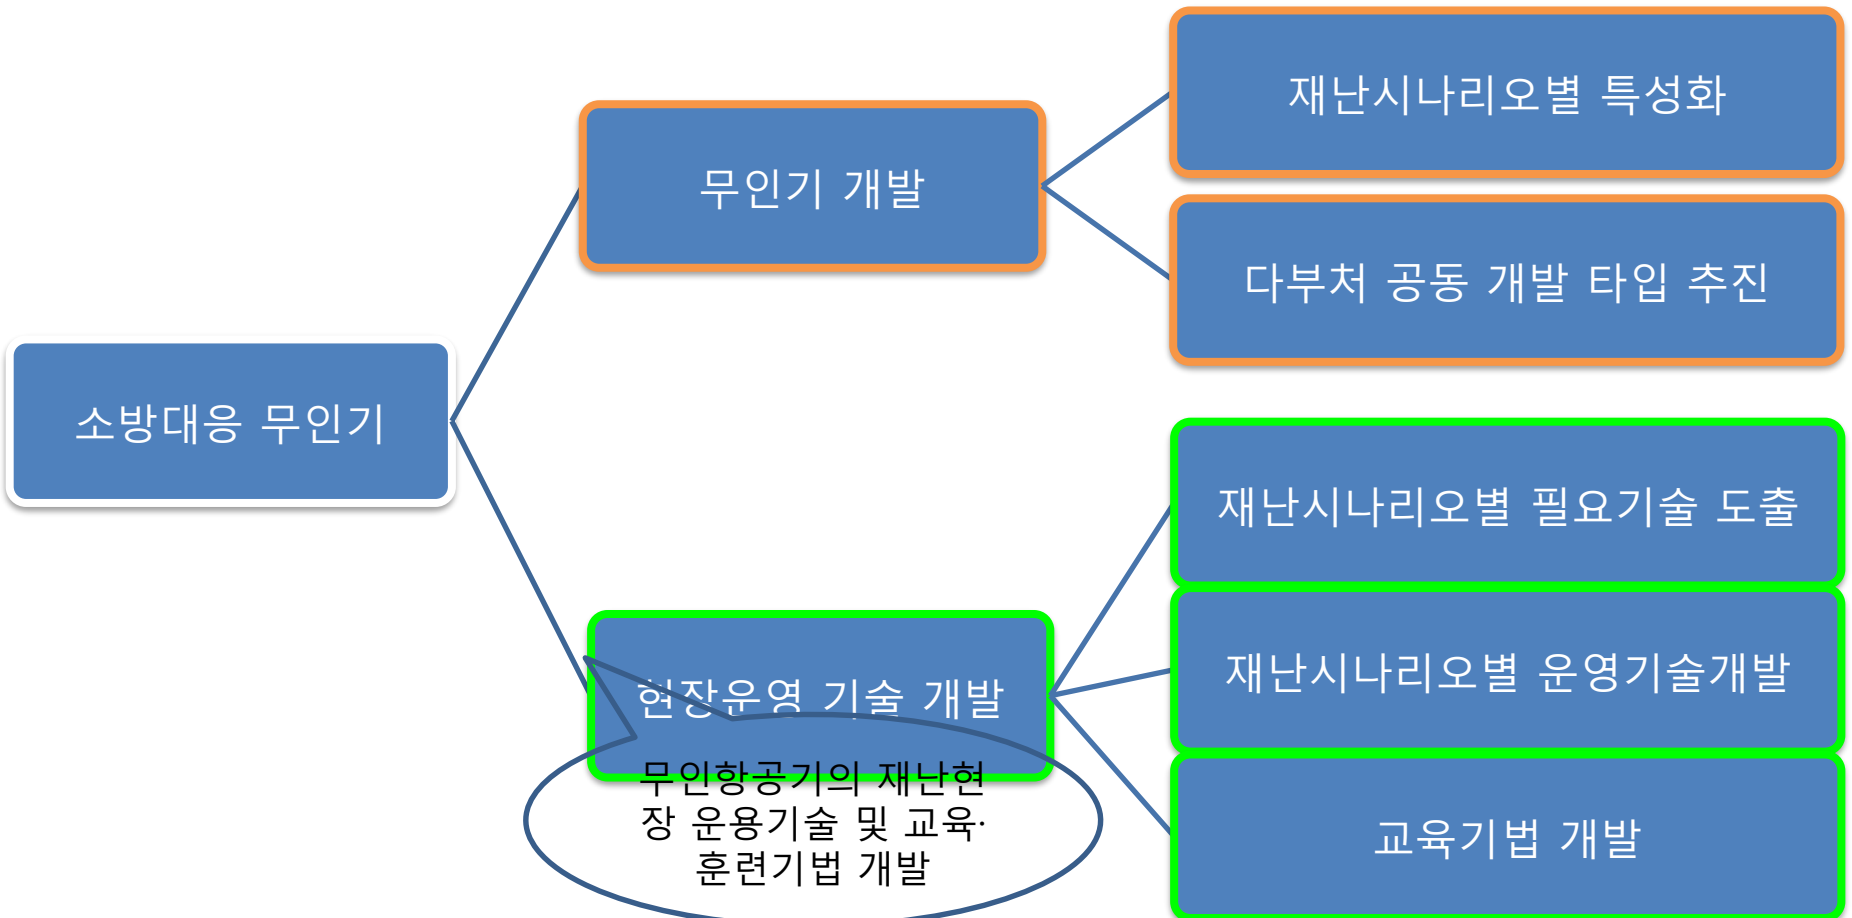 재난시나리오별 특성화
무인기 개발
다부처 공동 개발 타입 추진
소방대응 무인기
재난시나리오별 필요기술 도출
현장운영 기술 개발
재난시나리오별 운영기술개발
무인항공기의 재난현
장 운용기술 및 교육·
훈련기법 개발
교육기법 개발